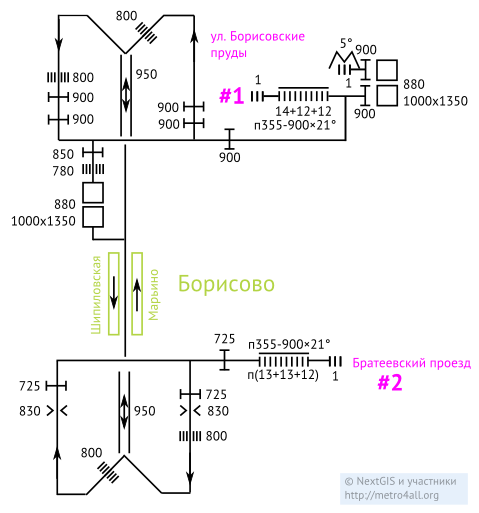 800
ул. Борисовские
пруды
5°
900
950
800
#1
1
1
880
1000x1350
900
900
900
900
14+12+12
п355-900×21°
900
900
850
780
880
1000x1350
Шипиловская
Марьино
Борисово
725
п355-900×21°
п(13+13+12)
1
Братеевский проезд
#2
725
830
950
725
830
800
800
© NextGIS и участники
http://metro4all.org